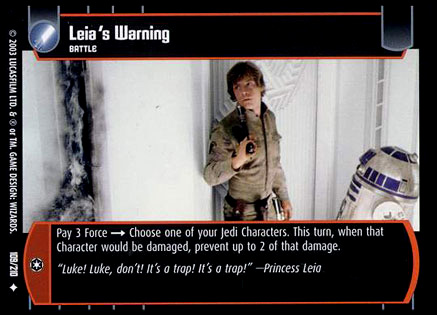 Leia's Warning
BATTLE
Pay 3 Force → Choose one of your Jedi Characters. This turn, when that
Character would be damaged, prevent up to 2 of that damage.
"Luke! Luke, don't! It's a trap! It's a trap!" —Princess Leia
© 2003 LUCASFILM LTD. & ® or TM. GAME DESIGN: WIZARDS.
109/210